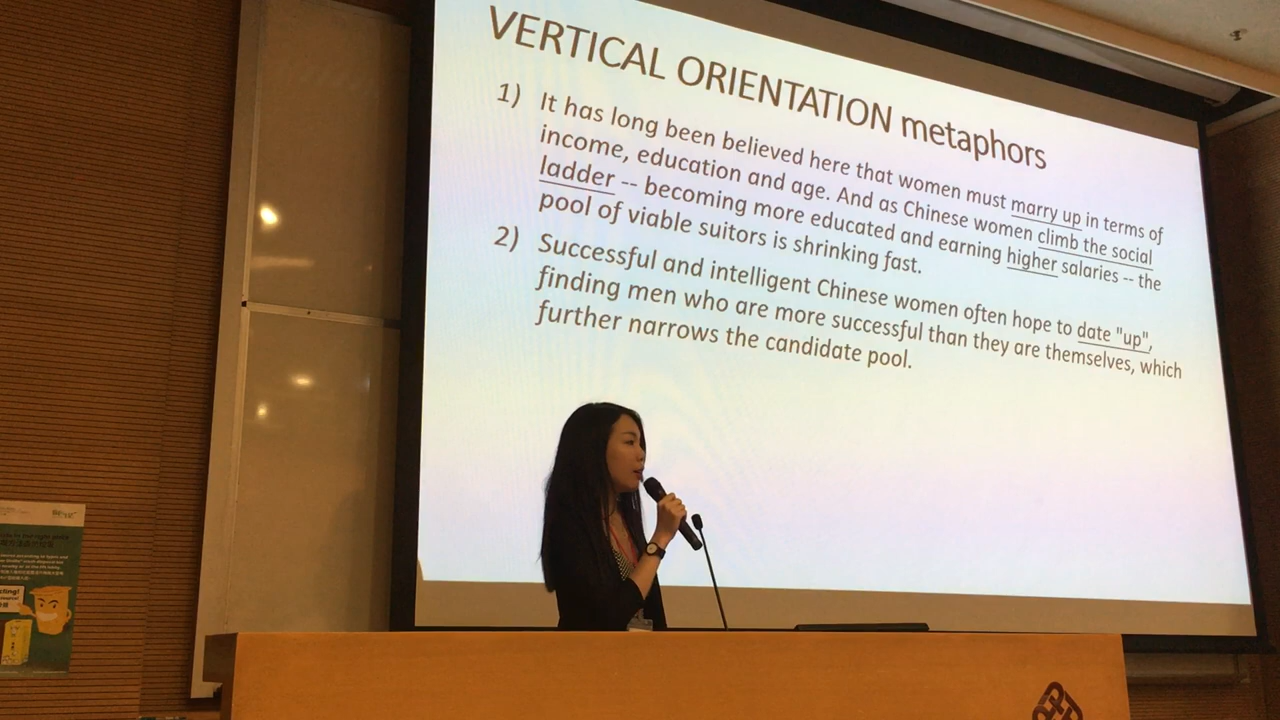 VERTICAL ORIENTATION metaphors
1) It has long been believed here that women must marry up in terms of
income, education and age. And as Chinese women climb the social
ladder -- becoming more educated and earning higher salaries -- the
pool of viable suitors is shrinking fast.
2) Successful and intelligent Chinese women often hope to date "up",
finding men who are more successful than they are themselves, which
further narrows the candidate pool.